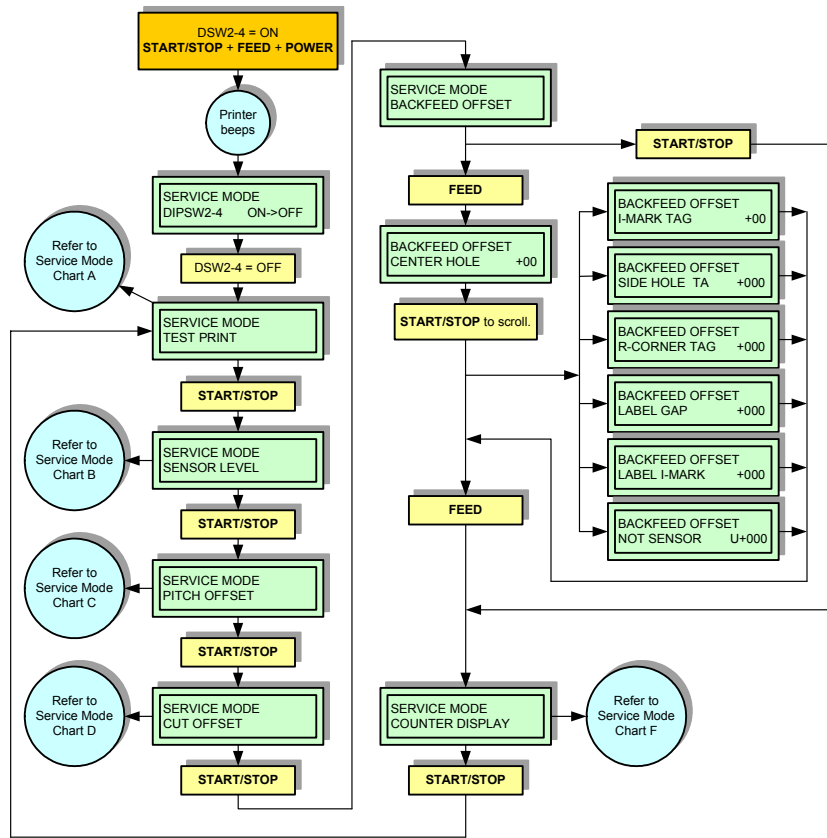 DSW2-4 = ON
START/STOP + FEED + POWER
Printer
beeps
SERVICE MODE
DIPSW2-4 ON->OFF
DSW2-4 = OFF
Refer to
Service Mode
Chart A
SERVICE MODE
TEST PRINT
START/STOP
Refer to
Service Mode
Chart B
SERVICE MODE
SENSOR LEVEL
START/STOP
Refer to
Service Mode
Chart C
SERVICE MODE
PITCH OFFSET
START/STOP
Refer to
Service Mode
Chart D
SERVICE MODE
CUT OFFSET
START/STOP
SERVICE MODE
BACKFEED OFFSET
START/STOP
FEED
BACKFEED OFFSET
CENTER HOLE +00
START/STOP to scroll.
BACKFEED OFFSET
I-MARK TAG +00
BACKFEED OFFSET
SIDE HOLE TA +000
BACKFEED OFFSET
R-CORNER TAG +000
BACKFEED OFFSET
LABEL GAP +000
BACKFEED OFFSET
LABEL I-MARK +000
BACKFEED OFFSET
NOT SENSOR U+000
FEED
SERVICE MODE
COUNTER DISPLAY
Refer to
Service Mode
Chart F
START/STOP